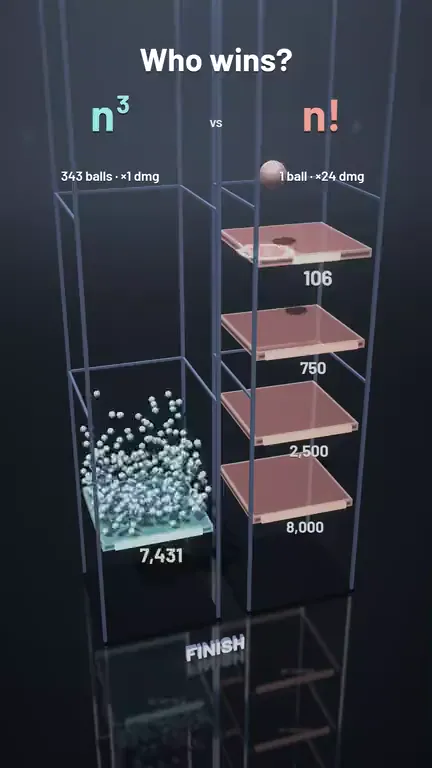 Who wins?
n³
vs
n!
343 balls · ×1 dmg
1 ball · ×24 dmg
106
750
2,500
8,000
7,431
FINISH